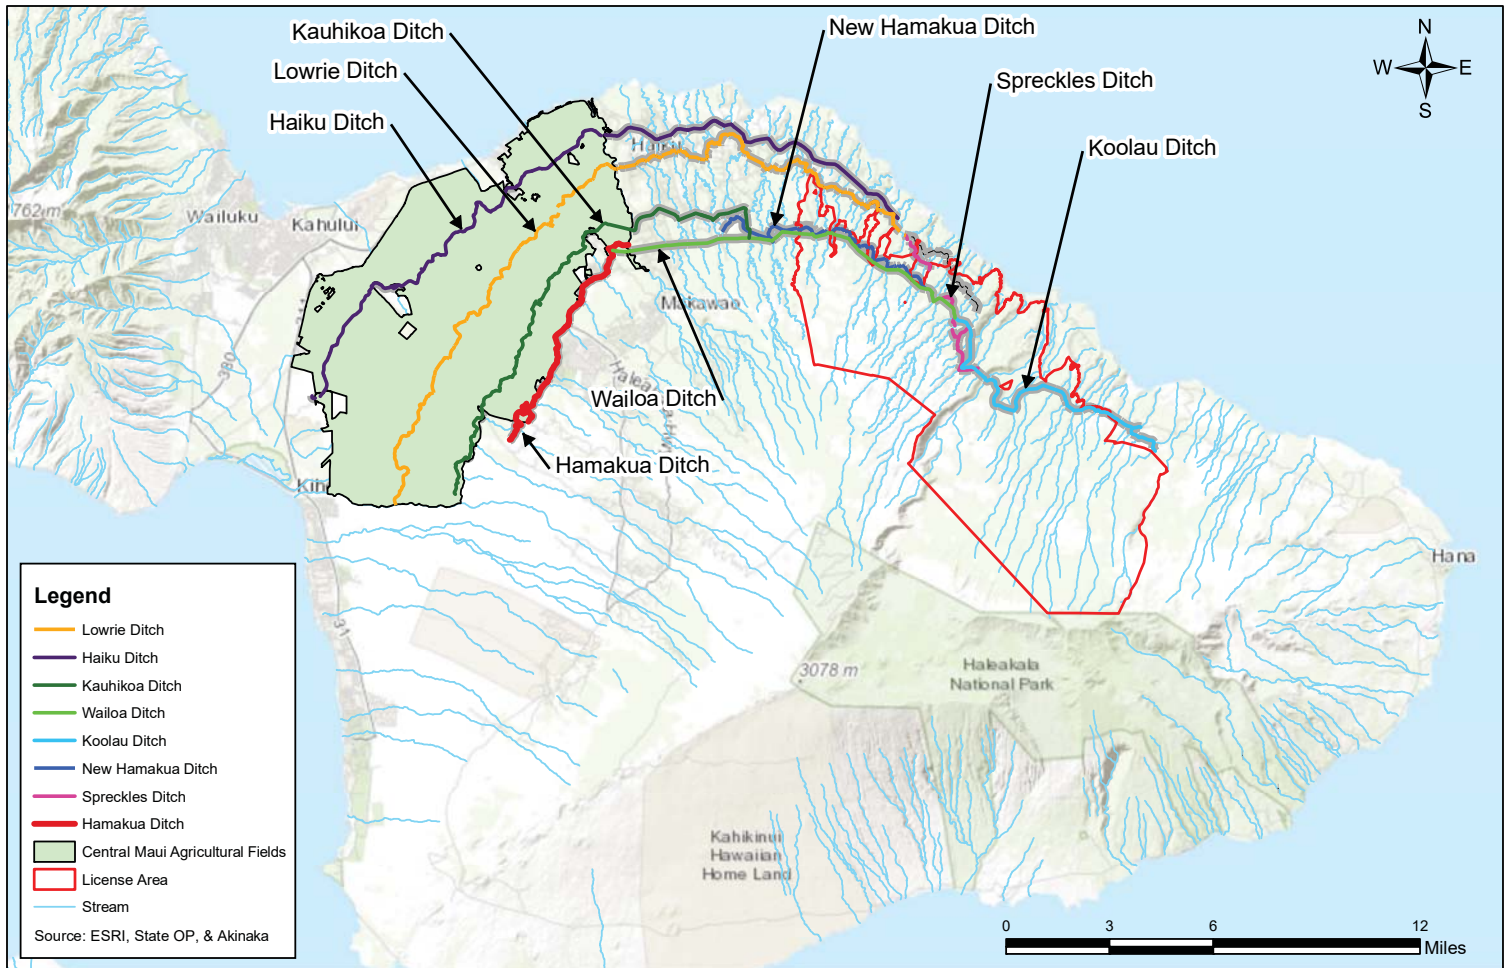 Kauhikoa Ditch
New Hamakua Ditch
N
W
E
S
Lowrie Ditch
Spreckles Ditch
Haiku Ditch
Koolau Ditch
Haiku
762 m
Wailuku
Kahului
Makawao
380
Wailoa Ditch
Hamakua Ditch
Hana
31
3078 m
Haleakala
National Park
Kahikinui
Hawaiian
Home Land
Legend
Lowrie Ditch
Haiku Ditch
Kauhikoa Ditch
Wailoa Ditch
Koolau Ditch
New Hamakua Ditch
Spreckles Ditch
Hamakua Ditch
Central Maui Agricultural Fields
License Area
Stream
Source: ESRI, State OP, & Akinaka
0 3 6 12
Miles